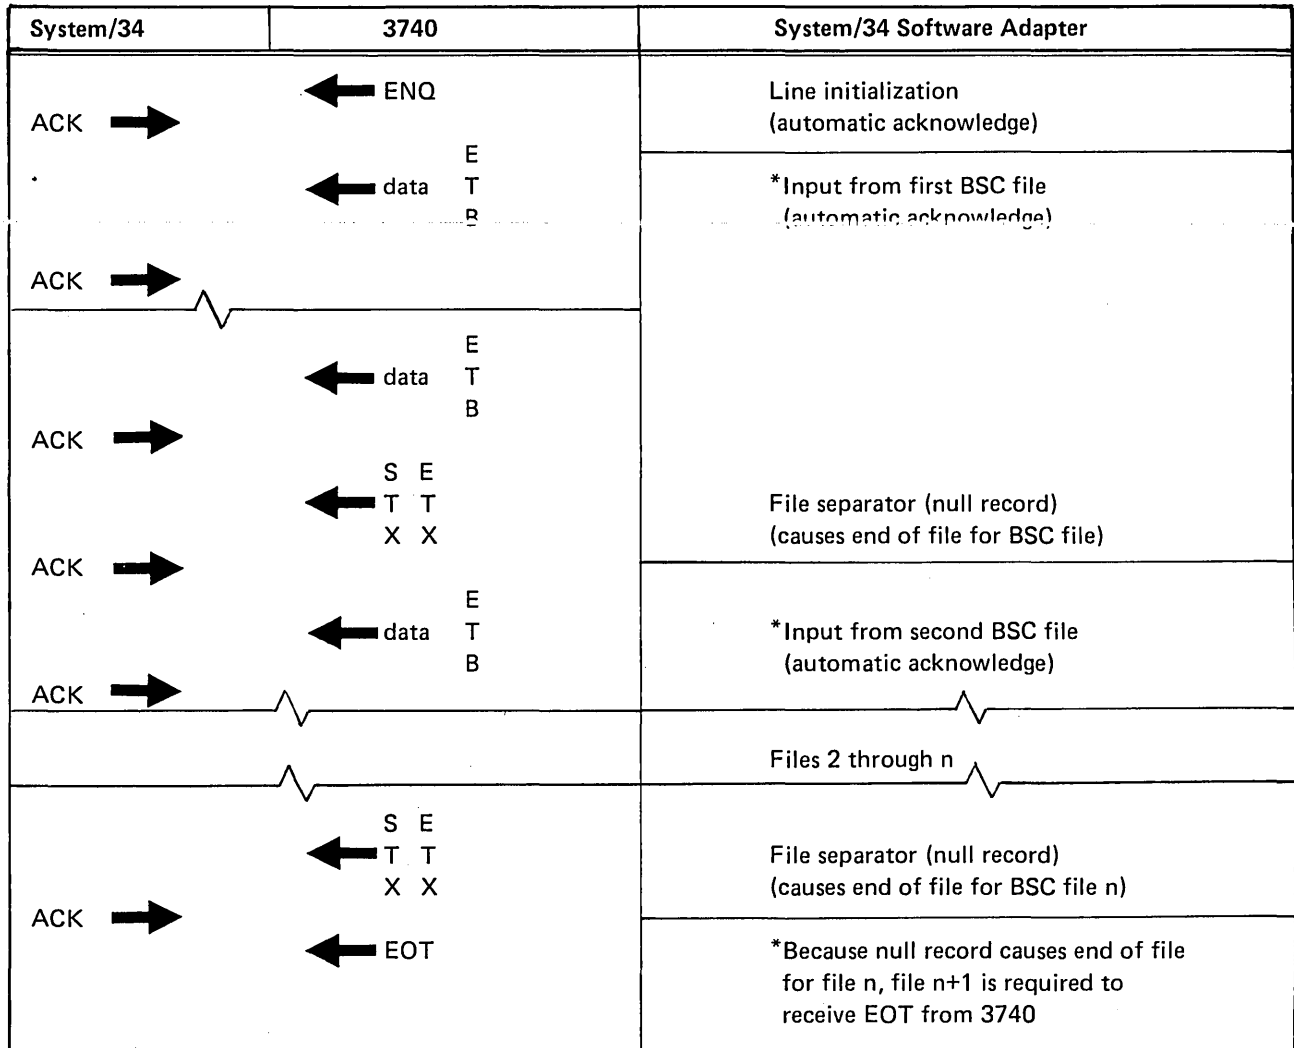 System/34 3740 System/34 Software Adapter
ENQ Line initialization
ACK (automatic acknowledge)
E
data T *Input from first BSC file
B (automatic acknowledge)
ACK
E
data T
B
ACK
S E
T T File separator (null record)
X X (causes end of file for BSC file)
ACK
E
data T *Input from second BSC file
B (automatic acknowledge)
ACK
Files 2 through n
S E
T T File separator (null record)
X X (causes end of file for BSC file n)
ACK
EOT *Because null record causes end of file
for file n, file n+1 is required to
receive EOT from 3740